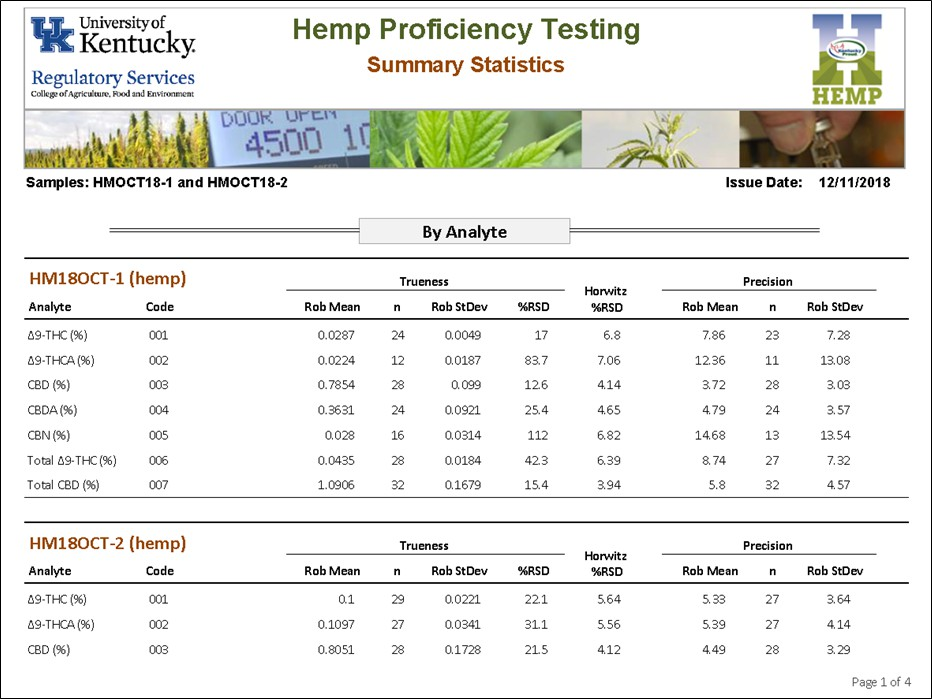 University of
Kentucky.
Regulatory Services
College of Agriculture, Food and Environment
Hemp Proficiency Testing
Summary Statistics
HEMP
DOOR OPEN
4500 10
Samples: HMOCT18-1 and HMOCT18-2 Issue Date: 12/11/2018
By Analyte
HM18OCT-1 (hemp) Trueness Horwitz %RSD Precision
Analyte Code Rob Mean n Rob StDev %RSD Rob Mean n Rob StDev
Δ9-THC (%) 001 0.0287 24 0.0049 17 6.8 7.86 23 7.28
Δ9-THCA (%) 002 0.0224 12 0.0187 83.7 7.06 12.36 11 13.08
CBD (%) 003 0.7854 28 0.099 12.6 4.14 3.72 28 3.03
CBDA (%) 004 0.3631 24 0.0921 25.4 4.65 4.79 24 3.57
CBN (%) 005 0.028 16 0.0314 112 6.82 14.68 13 13.54
Total Δ9-THC (%) 006 0.0435 28 0.0184 42.3 6.39 8.74 27 7.32
Total CBD (%) 007 1.0906 32 0.1679 15.4 3.94 5.8 32 4.57
HM18OCT-2 (hemp) Trueness Horwitz %RSD Precision
Analyte Code Rob Mean n Rob StDev %RSD Rob Mean n Rob StDev
Δ9-THC (%) 001 0.1 29 0.0221 22.1 5.64 5.33 27 3.64
Δ9-THCA (%) 002 0.1097 27 0.0341 31.1 5.56 5.39 27 4.14
CBD (%) 003 0.8051 28 0.1728 21.5 4.12 4.49 28 3.29
Page 1 of 4